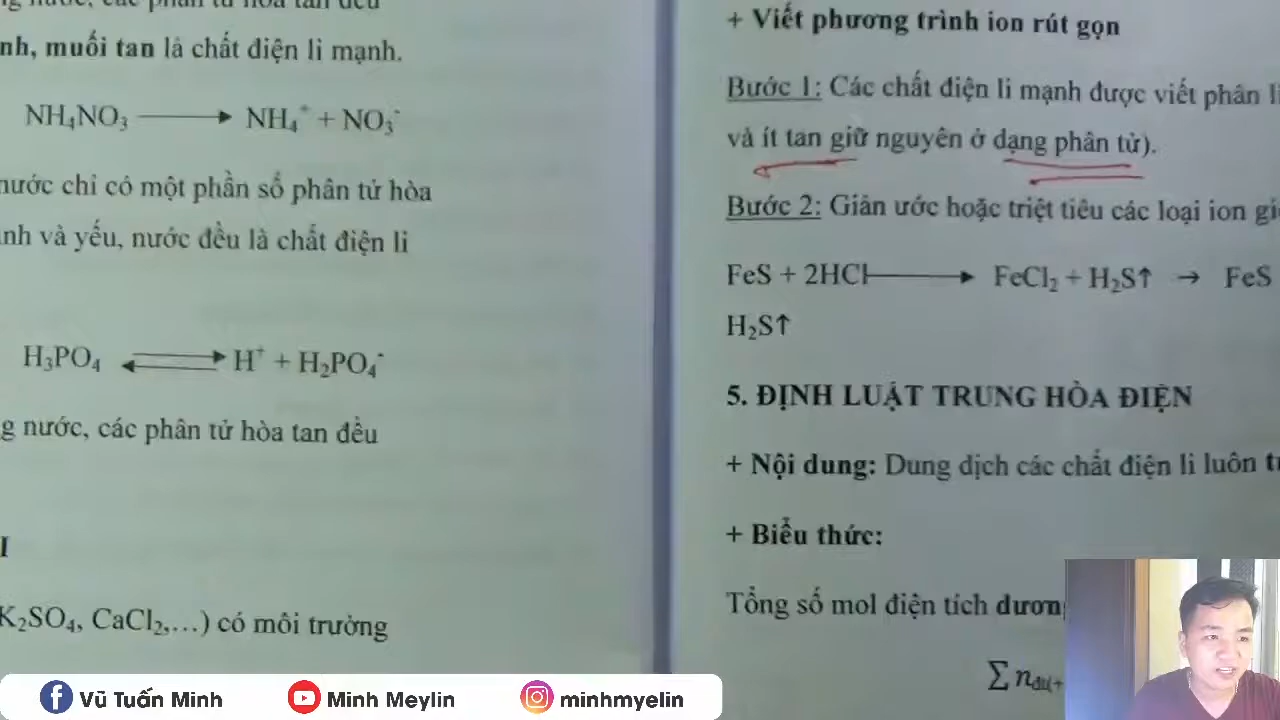 nh, muối tan là chất điện li mạnh.
NH₄NO₃ ⟶ NH₄⁺ + NO₃⁻
nước chỉ có một phần số phân tử hòa
nh và yếu, nước đều là chất điện li
H₃PO₄ ⇌ H⁺ + H₂PO₄⁻
g nước, các phân tử hòa tan đều
I
K₂SO₄, CaCl₂,…) có môi trường
+ Viết phương trình ion rút gọn
Bước 1: Các chất điện li mạnh được viết phân li
và ít tan giữ nguyên ở dạng phân tử).
Bước 2: Giản ước hoặc triệt tiêu các loại ion
FeS + 2HCl ⟶ FeCl₂ + H₂S↑ → FeS
H₂S↑
5. ĐỊNH LUẬT TRUNG HÒA ĐIỆN
+ Nội dung: Dung dịch các chất điện li luôn
+ Biểu thức:
Tổng số mol điện tích dương
∑ n đt(+
Vũ Tuấn Minh
Minh Meylin
minhmyelin